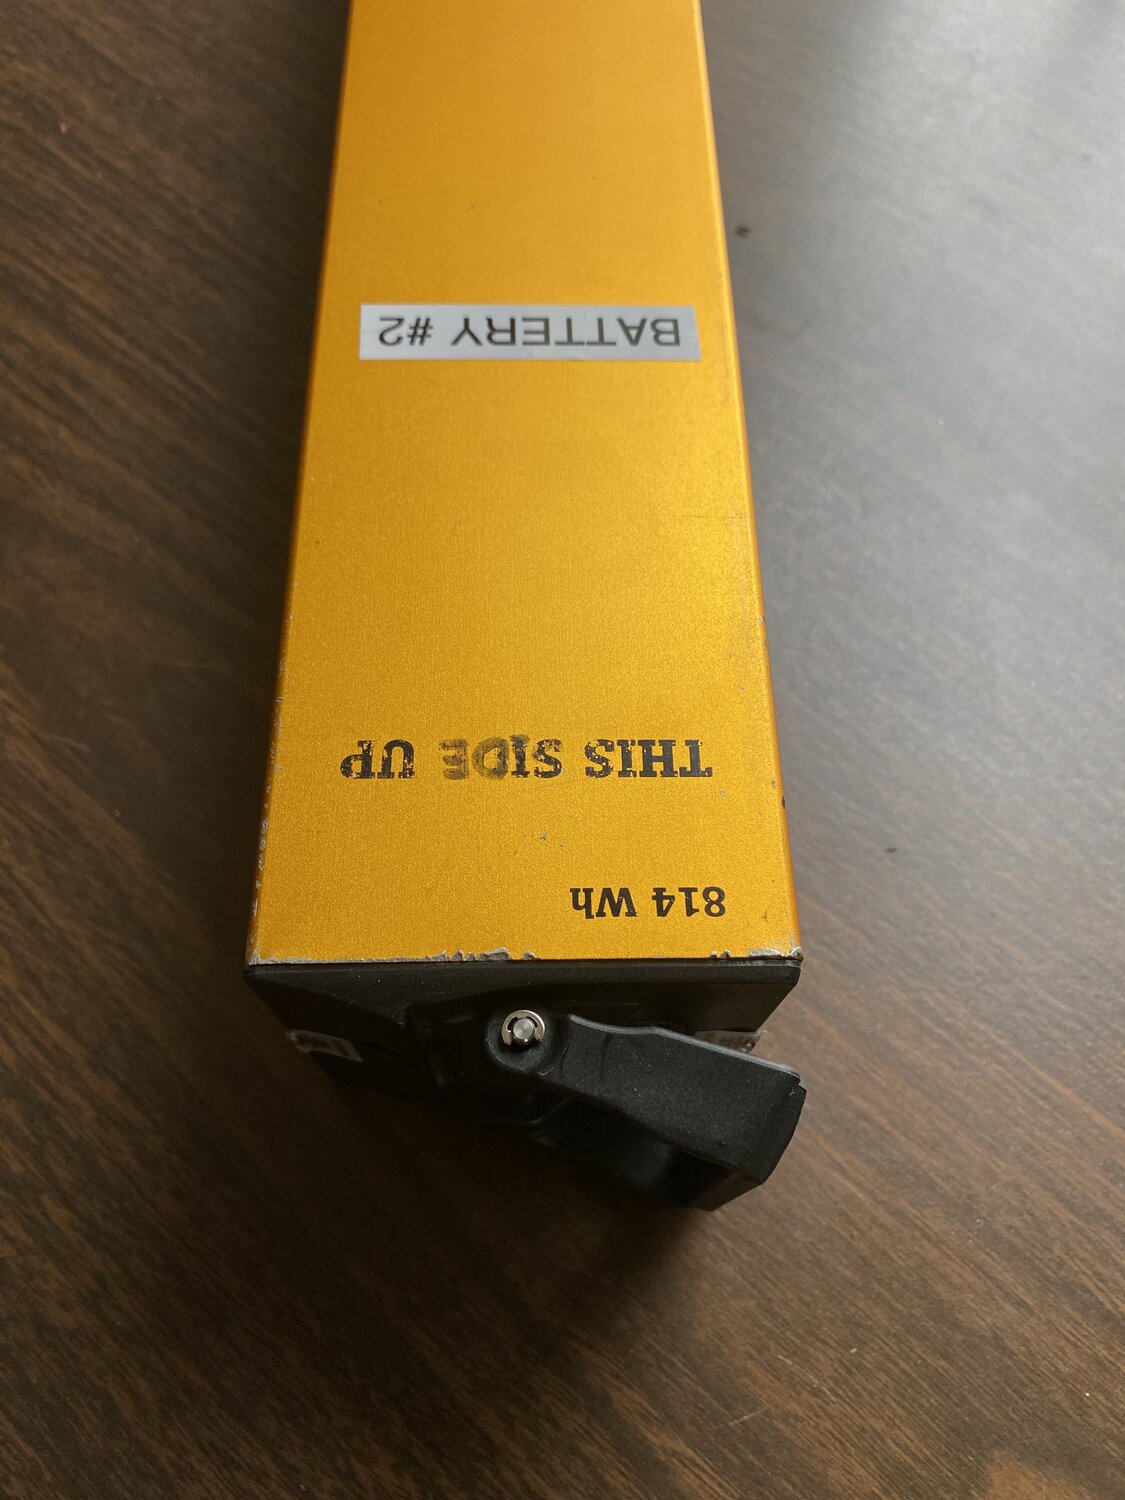 814 Wh
THIS SIDE UP
BATTERY #2